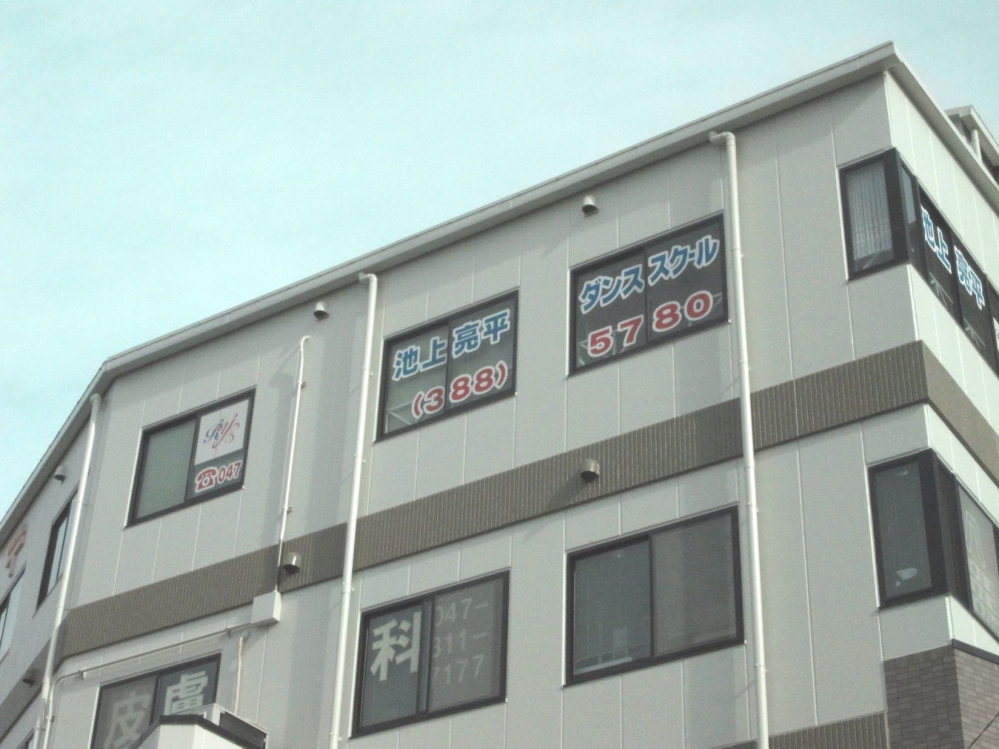 池上 亮平
ダンス スクール
☎047
(388)
5780
池上 亮平
皮膚
科
047-
311-
7177